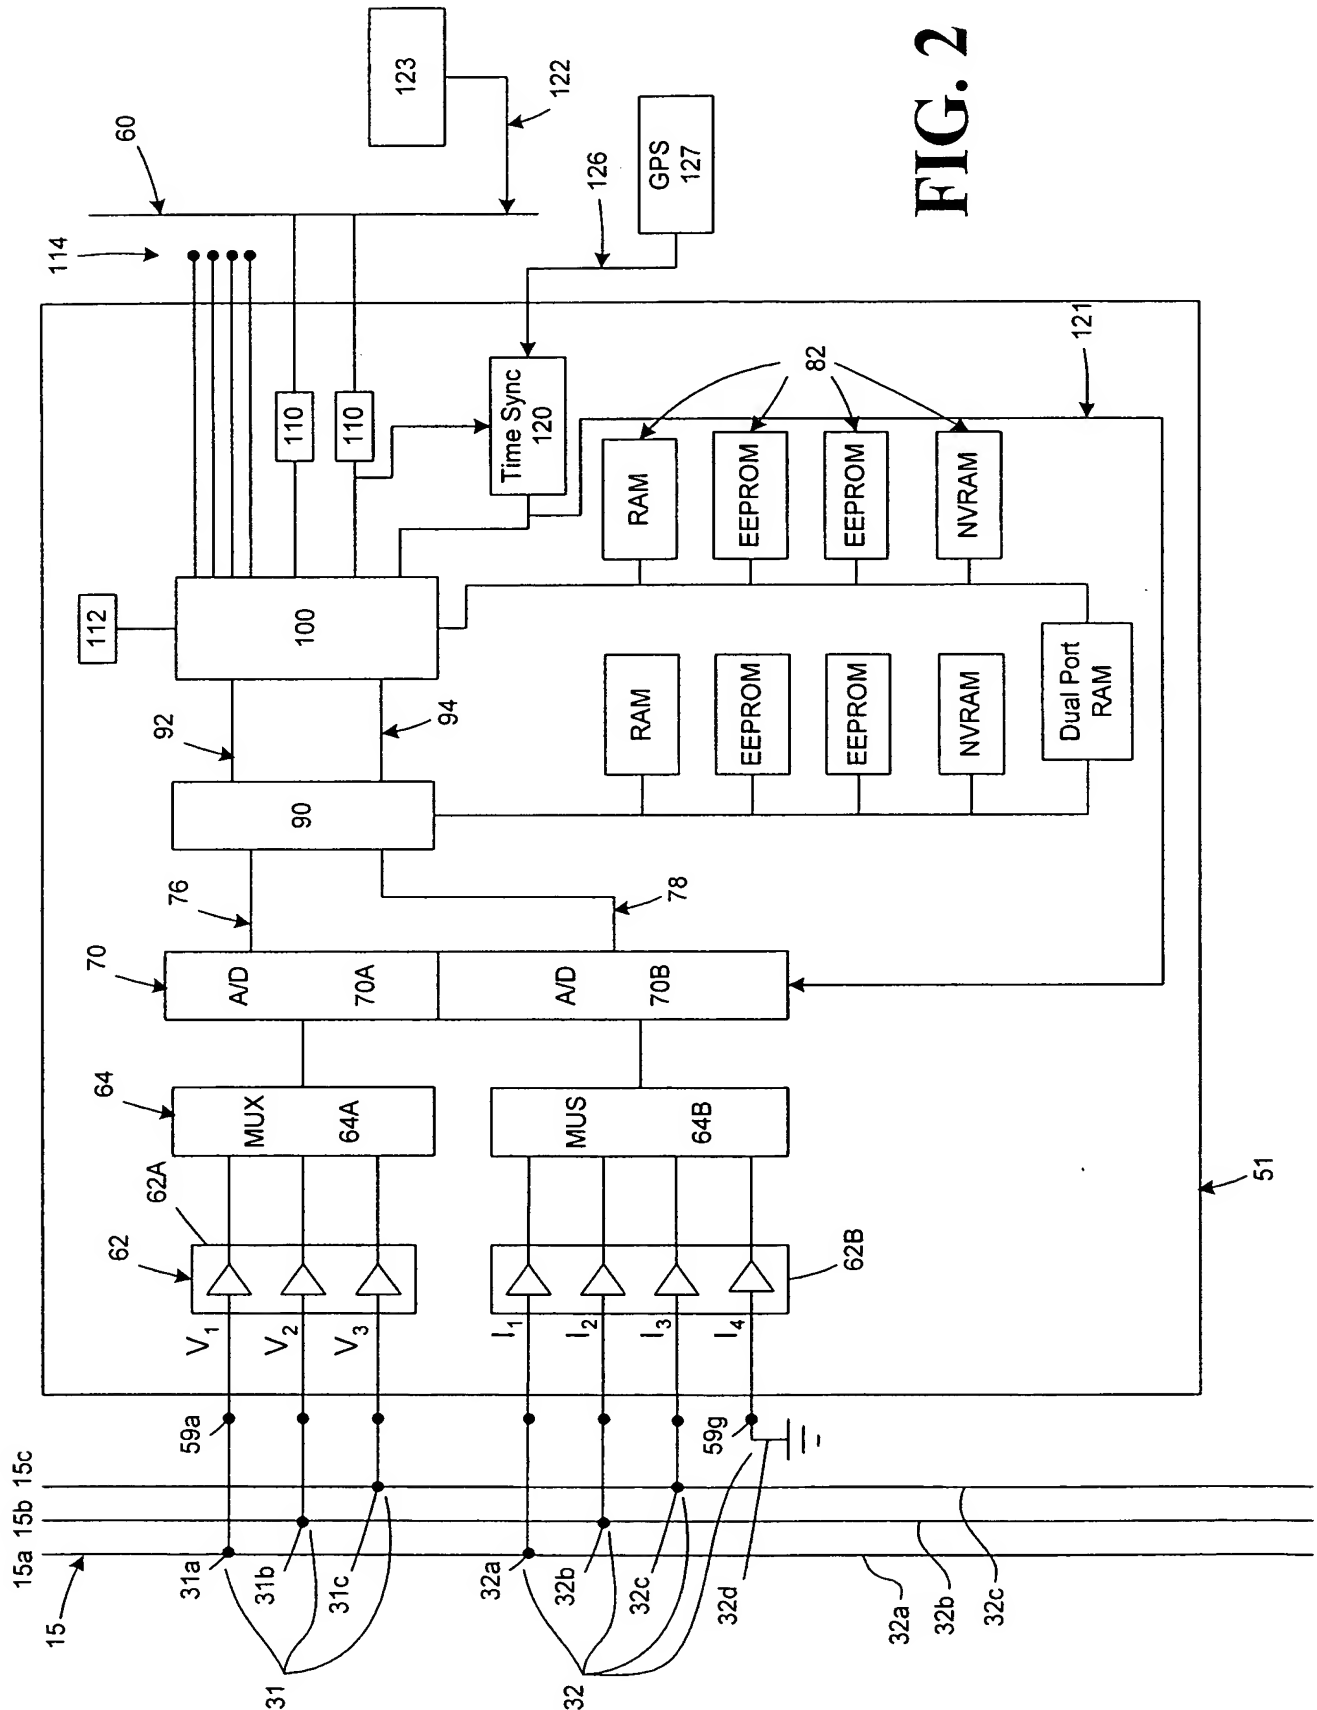 FIG. 2
15
15a 15b 15c
31a
31b
31c
31
32a
32b
32c
32d
32
32a
32b
32c
59a
59g
V1
V2
V3
I1
I2
I3
I4
62
62A
62B
64
MUX
64A
MUS
64B
70
A/D
70A
A/D
70B
76
78
90
92
94
100
112
110
110
114
60
123
122
126
GPS
127
Time Sync
120
RAM
EEPROM
EEPROM
NVRAM
RAM
EEPROM
EEPROM
NVRAM
Dual Port
RAM
82
121
51